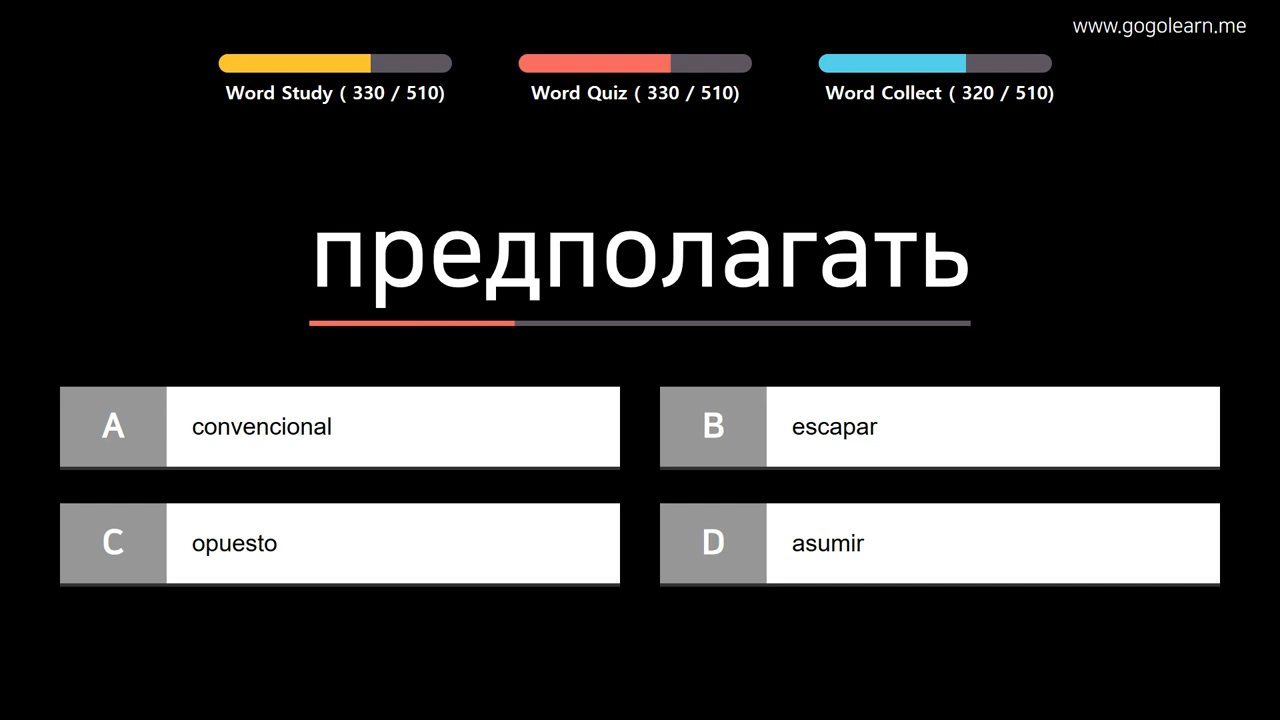 www.gogolearn.me
Word Study ( 330 / 510)
Word Quiz ( 330 / 510)
Word Collect ( 320 / 510)
предполагать
A convencional
B escapar
C opuesto
D asumir